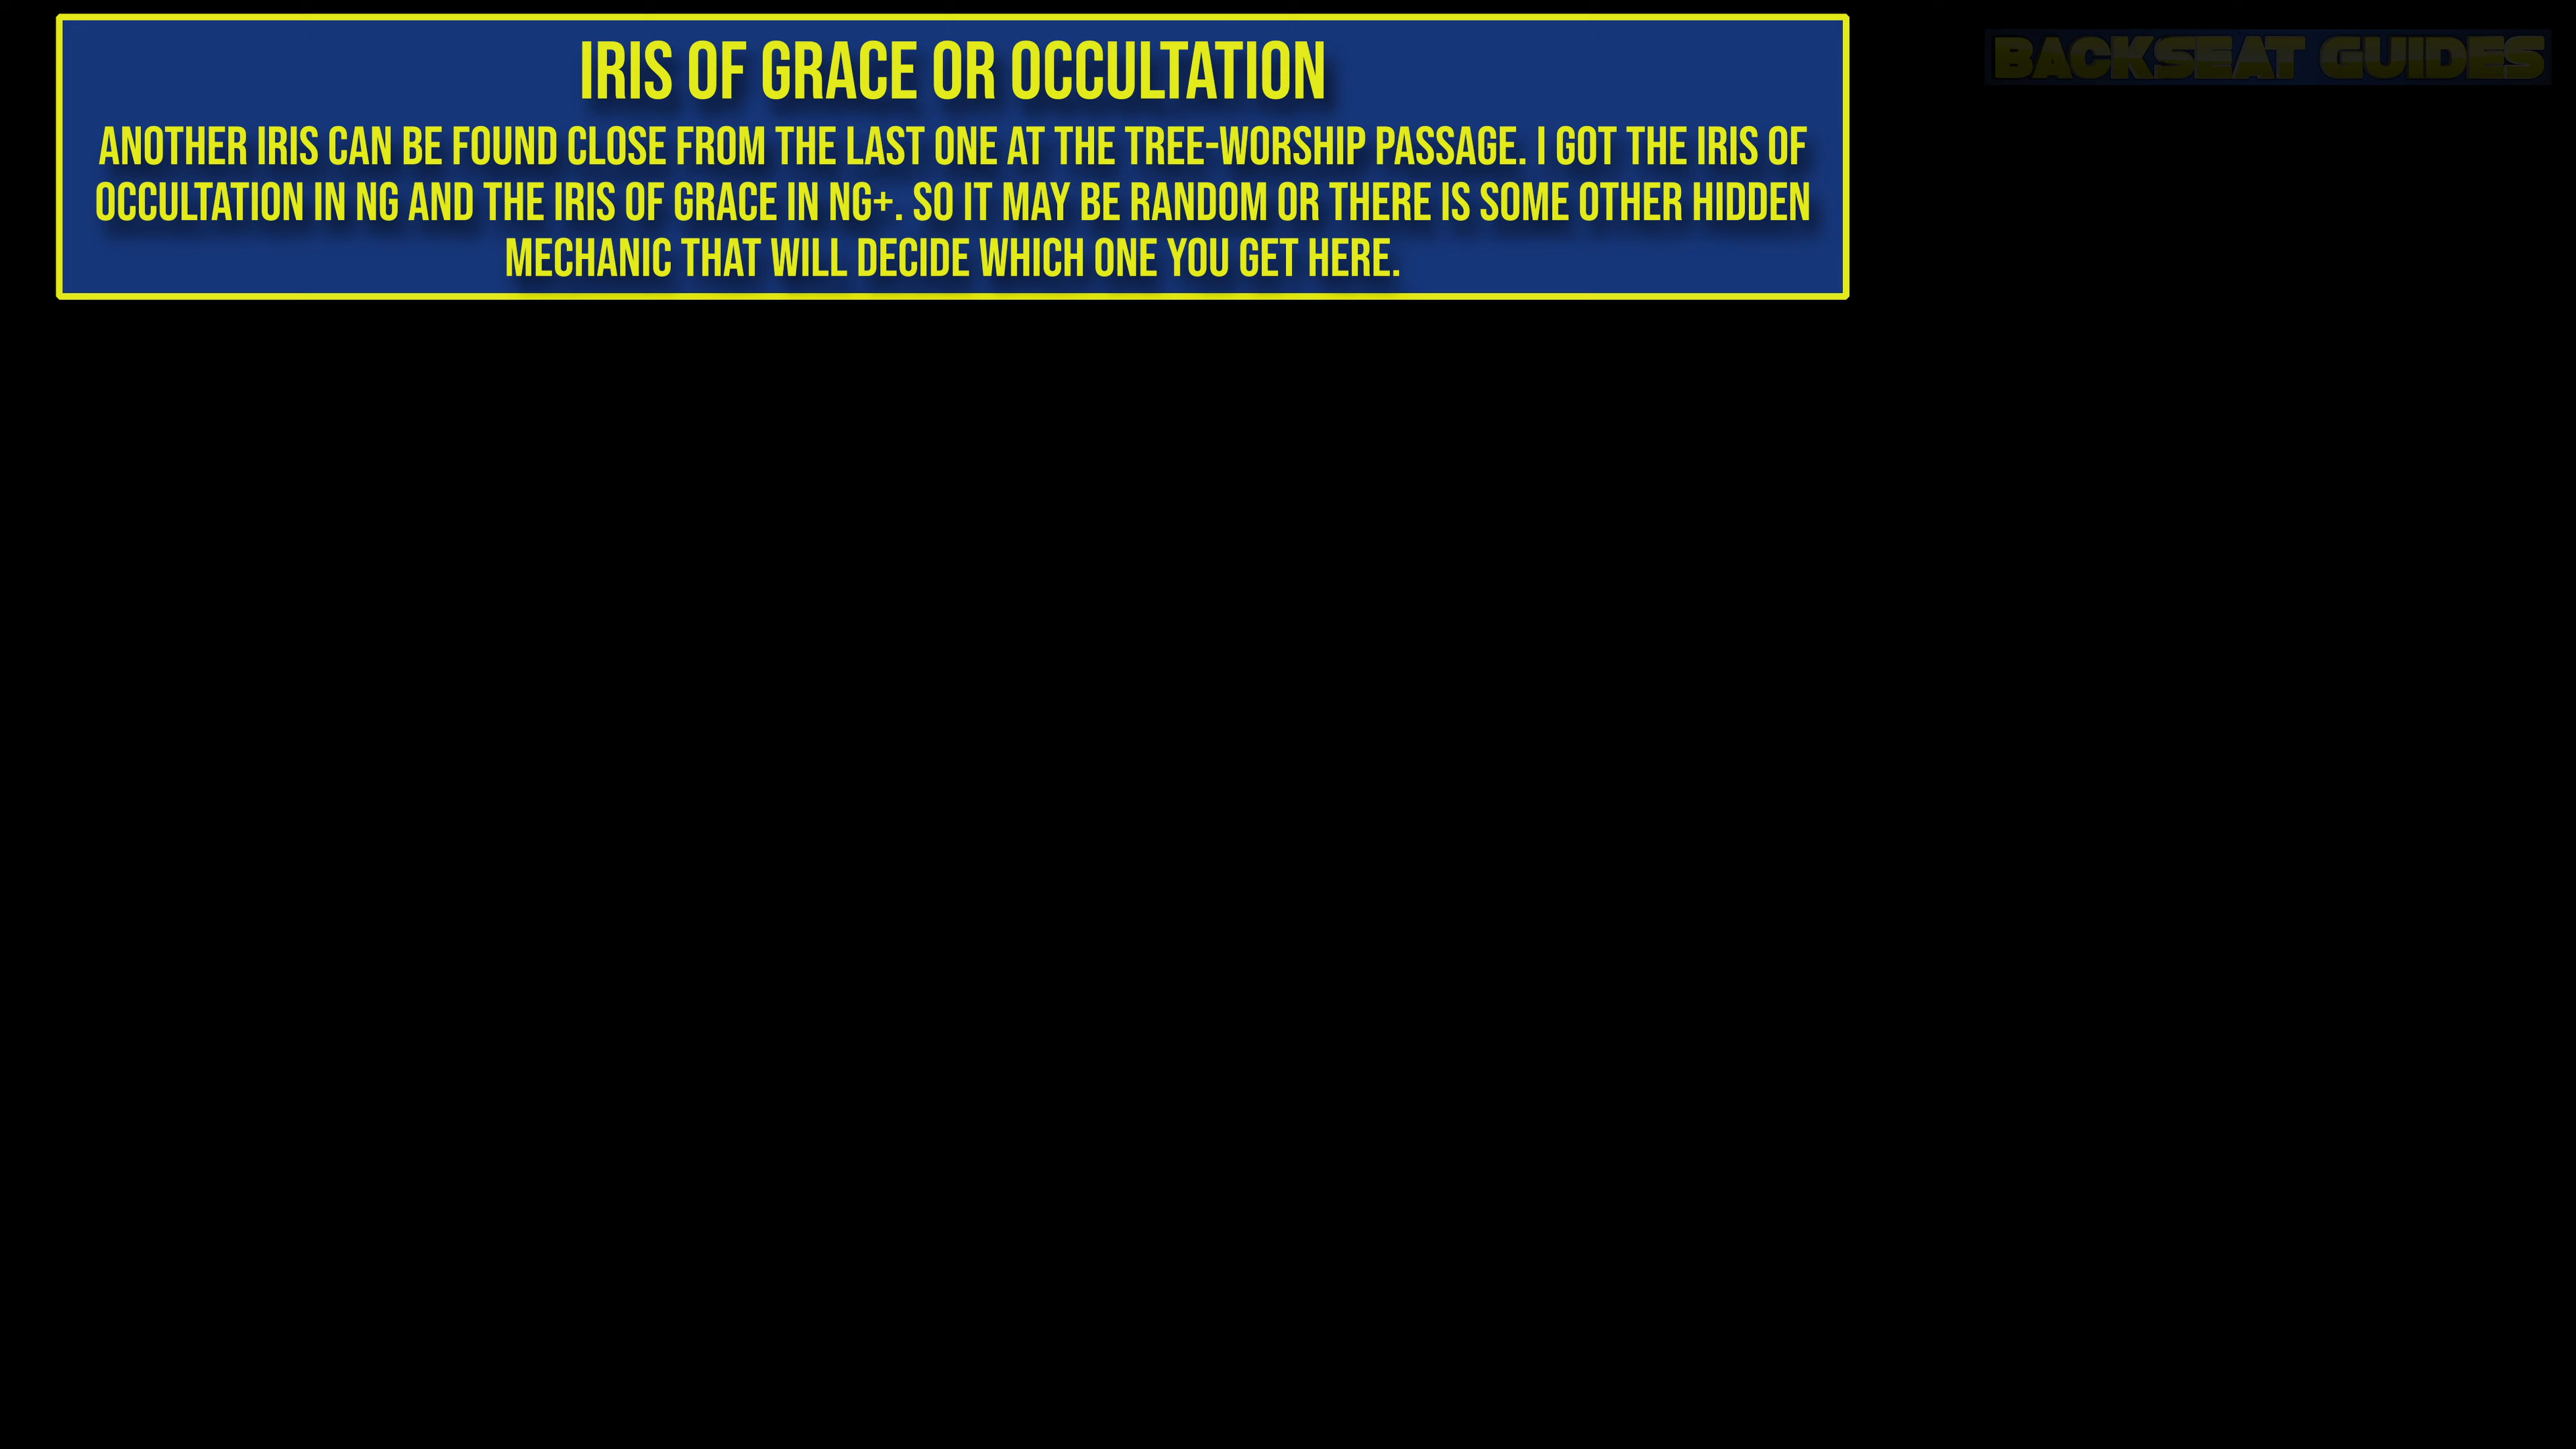 IRIS OF GRACE OR OCCULTATION
ANOTHER IRIS CAN BE FOUND CLOSE FROM THE LAST ONE AT THE TREE-WORSHIP PASSAGE. I GOT THE IRIS OF
OCCULTATION IN NG AND THE IRIS OF GRACE IN NG+. SO IT MAY BE RANDOM OR THERE IS SOME OTHER HIDDEN
MECHANIC THAT WILL DECIDE WHICH ONE YOU GET HERE.
BACKSEAT GUIDES